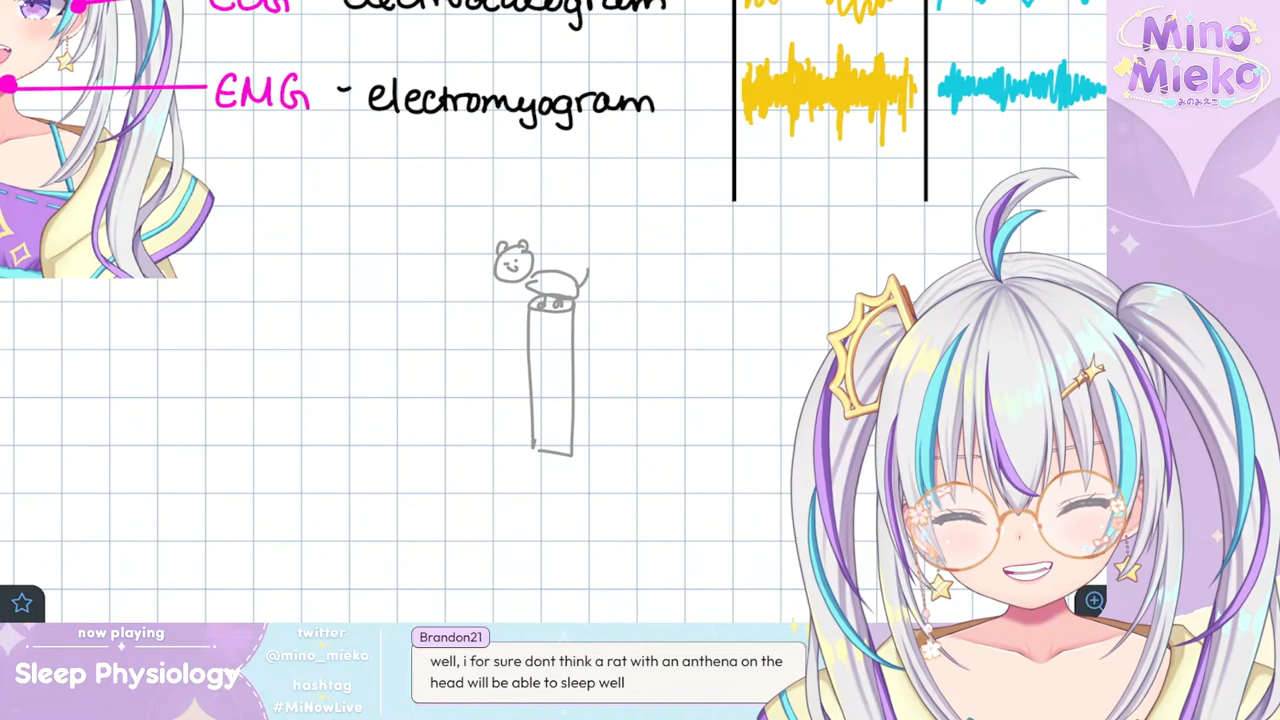 electrooculogram
EMG - electromyogram
Mino
Mieko
みのみえこ
now playing
Sleep Physiology
twitter
@mino_mieko
hashtag
#MiNowLive
Brandon21
well, i for sure dont think a rat with an anthena on the
head will be able to sleep well